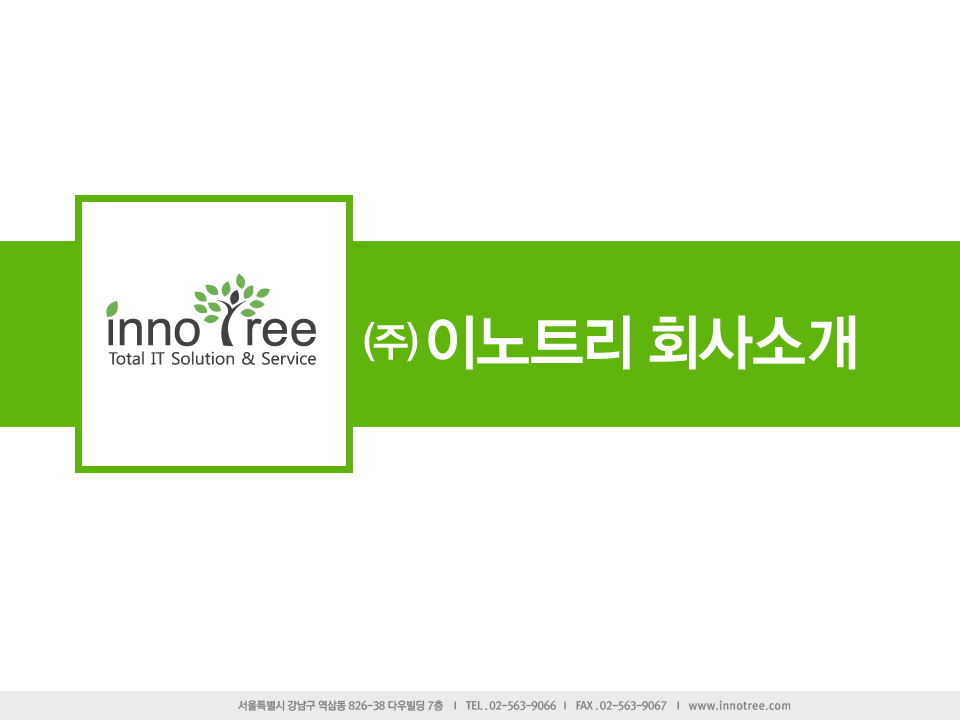 inno Tree
Total IT Solution & Service
㈜ 이노트리 회사소개
서울특별시 강남구 역삼동 826-38 다우빌딩 7층 | TEL . 02-563-9066 | FAX . 02-563-9067 | www.innotree.com